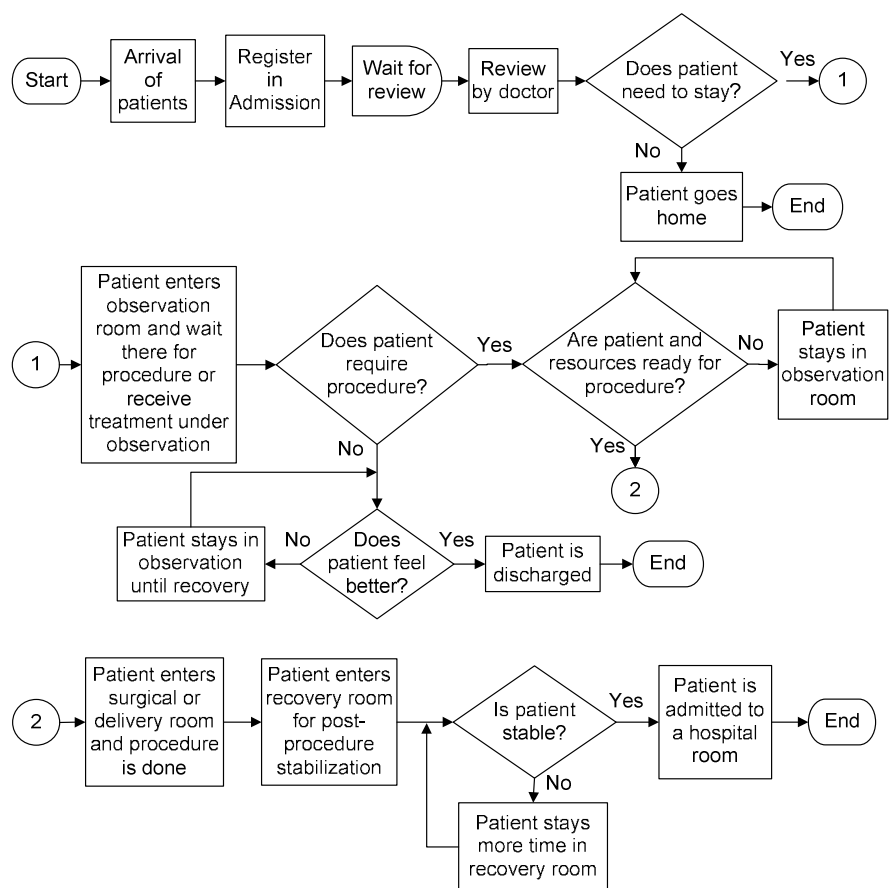 Start
Arrival
of
patients
Register
in
Admission
Wait for
review
Review
by doctor
Does patient
need to stay?
Yes
1
No
Patient goes
home
End
1
Patient enters
observation
room and wait
there for
procedure or
receive
treatment under
observation
Does patient
require
procedure?
Yes
Are patient and
resources ready for
procedure?
No
Patient
stays in
observation
room
Yes
2
No
Does
patient feel
better?
No
Patient stays in
observation
until recovery
Yes
Patient is
discharged
End
2
Patient enters
surgical or
delivery room
and procedure
is done
Patient enters
recovery room
for post-
procedure
stabilization
Is patient
stable?
Yes
Patient is
admitted to
a hospital
room
End
No
Patient stays
more time in
recovery room